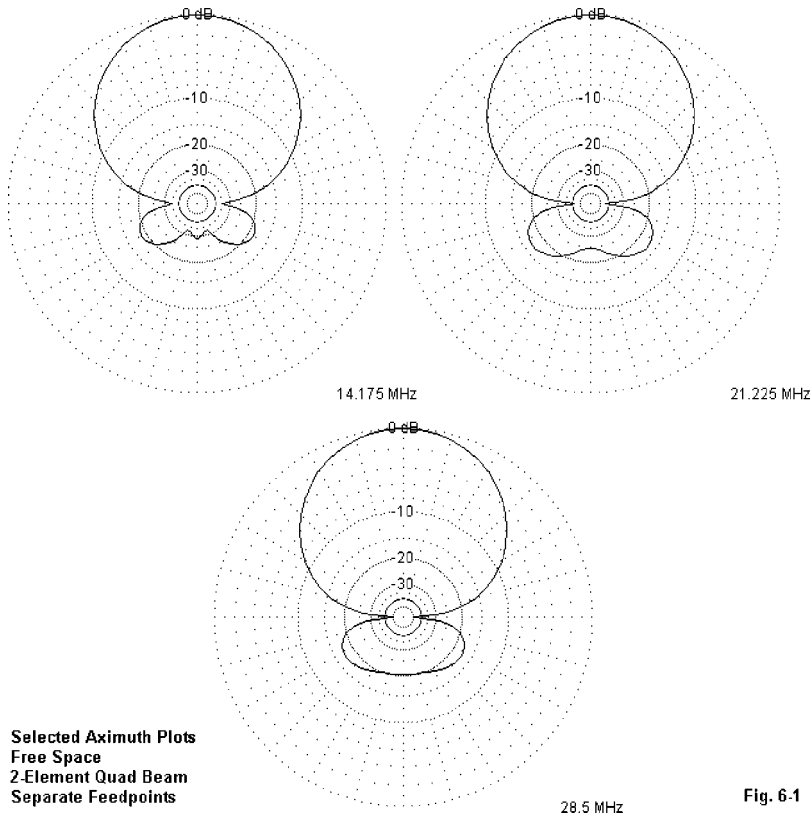 0 dB
0 dB
-10
-10
-20
-20
-30
-30
14.175 MHz
21.225 MHz
0 dB
-10
-20
-30
Selected Aximuth Plots
Free Space
2-Element Quad Beam
Separate Feedpoints
28.5 MHz
Fig. 6-1